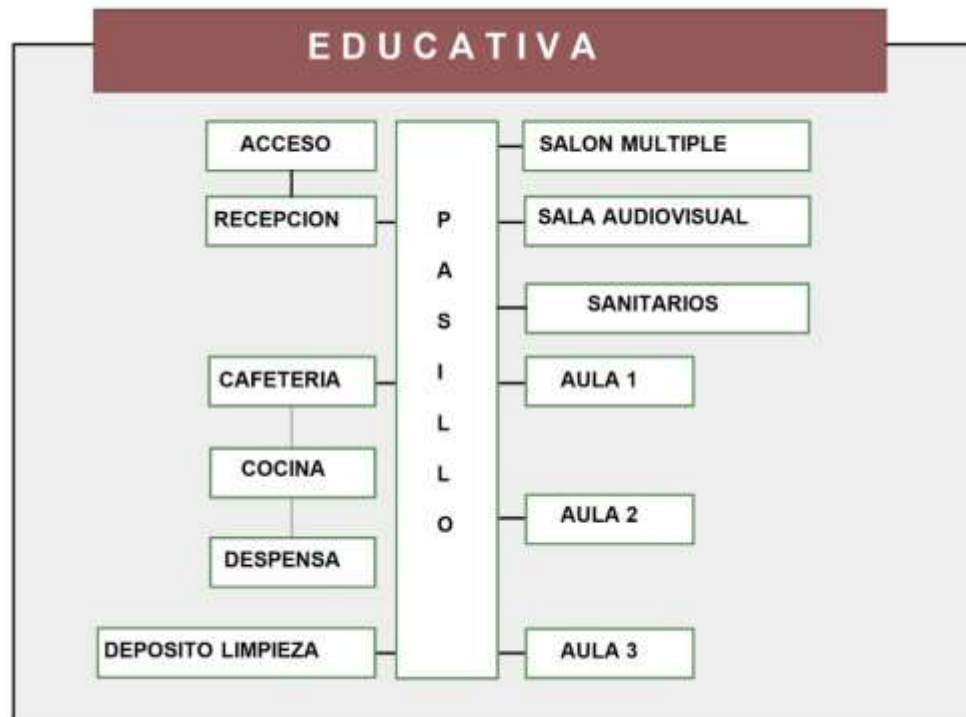 EDUCATIVA
ACCESO
SALON MULTIPLE
RECEPCION
SALA AUDIOVISUAL
PASILLO
SANITARIOS
CAFETERIA
AULA 1
COCINA
AULA 2
DESPENSA
DEPOSITO LIMPIEZA
AULA 3